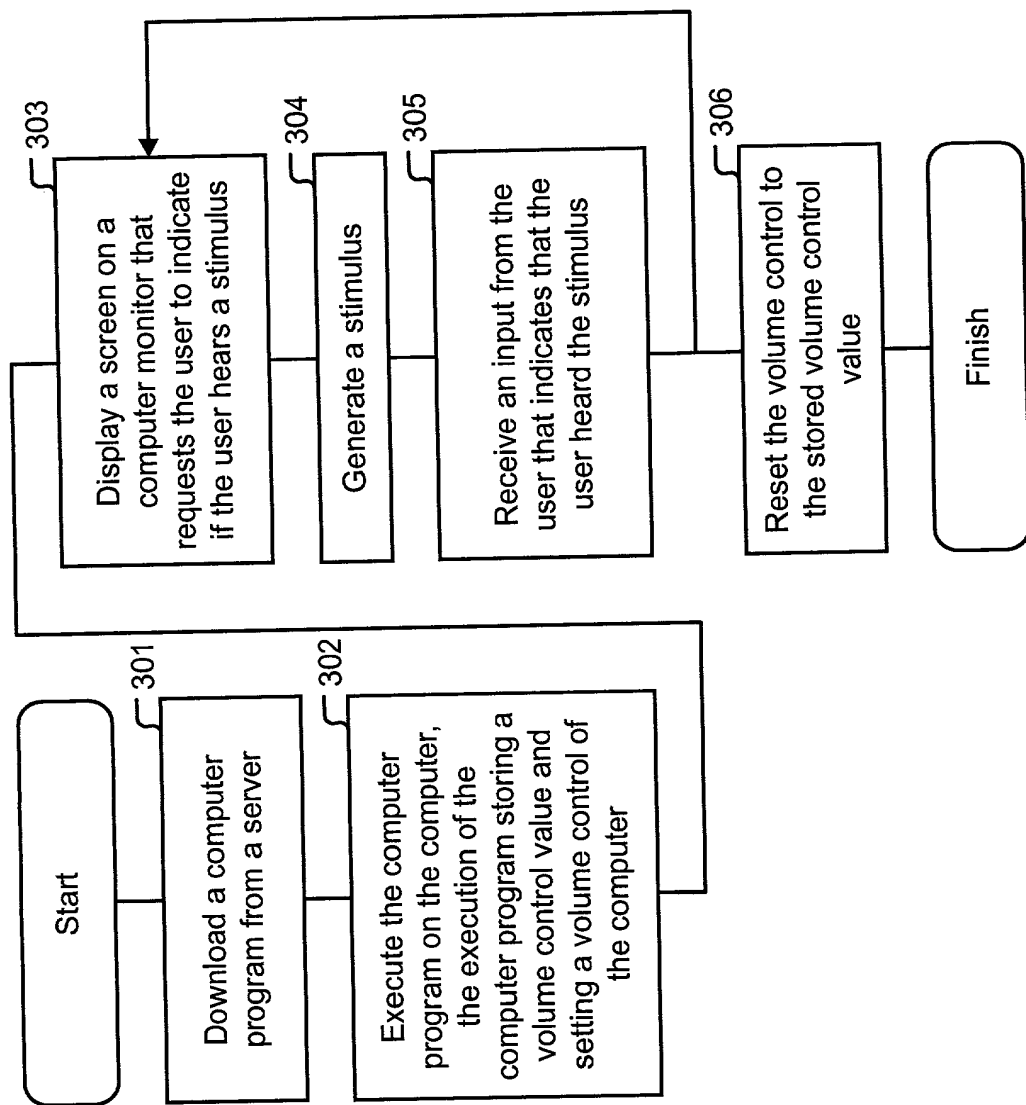 Start
301
Download a computer
program from a server
302
Execute the computer
program on the computer,
the execution of the
computer program storing a
volume control value and
setting a volume control of
the computer
303
Display a screen on a
computer monitor that
requests the user to indicate
if the user hears a stimulus
304
Generate a stimulus
305
Receive an input from the
user that indicates that the
user heard the stimulus
306
Reset the volume control to
the stored volume control
value
Finish